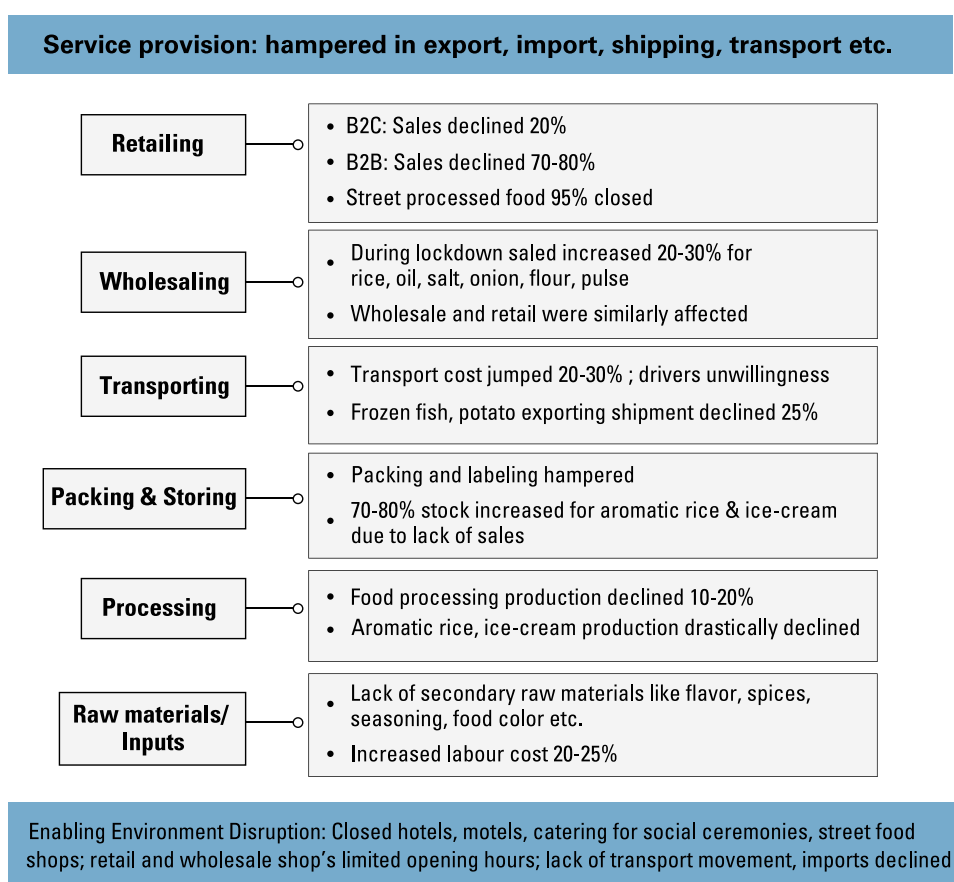 Service provision: hampered in export, import, shipping, transport etc.
Retailing
• B2C: Sales declined 20%
• B2B: Sales declined 70-80%
• Street processed food 95% closed
Wholesaling
• During lockdown saled increased 20-30% for
rice, oil, salt, onion, flour, pulse
• Wholesale and retail were similarly affected
Transporting
• Transport cost jumped 20-30% ; drivers unwillingness
• Frozen fish, potato exporting shipment declined 25%
Packing & Storing
• Packing and labeling hampered
• 70-80% stock increased for aromatic rice & ice-cream
due to lack of sales
Processing
• Food processing production declined 10-20%
• Aromatic rice, ice-cream production drastically declined
Raw materials/
Inputs
• Lack of secondary raw materials like flavor, spices,
seasoning, food color etc.
• Increased labour cost 20-25%
Enabling Environment Disruption: Closed hotels, motels, catering for social ceremonies, street food
shops; retail and wholesale shop's limited opening hours; lack of transport movement, imports declined